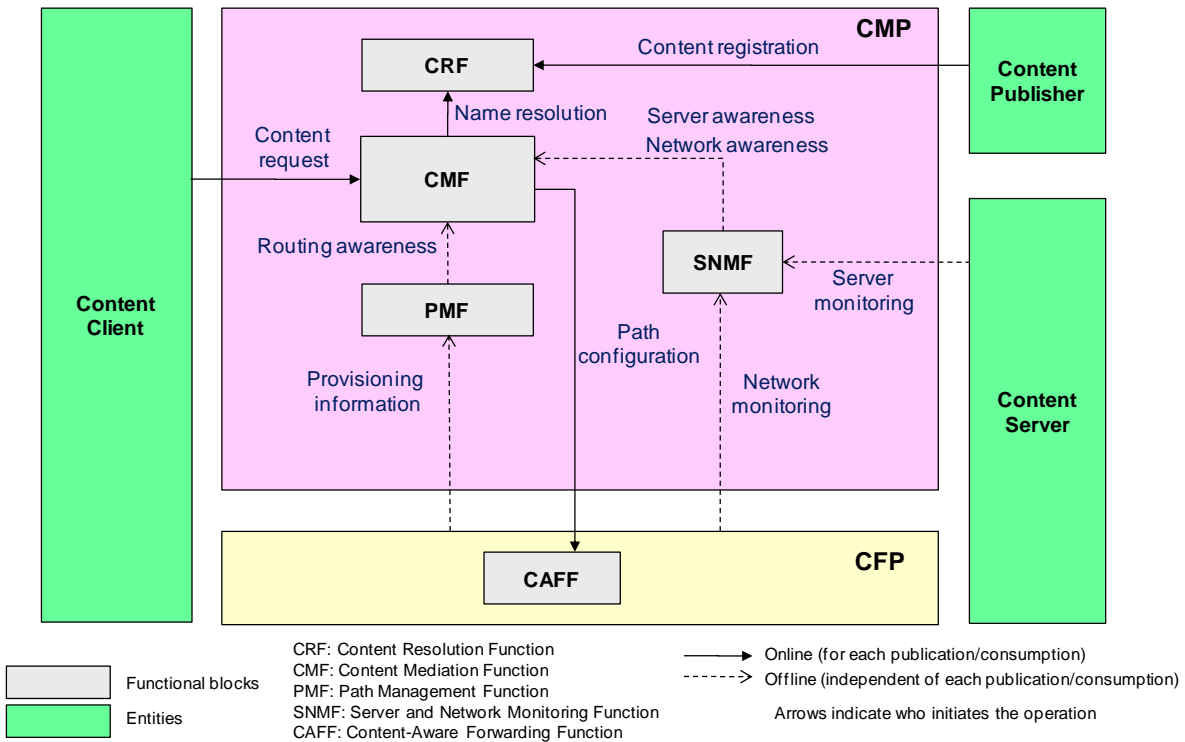 CMP
Content registration
CRF
Content
Publisher
Name resolution
Server awareness
Network awareness
Content
request
CMF
Routing awareness
SNMF
Server
monitoring
Content
Client
PMF
Path
configuration
Provisioning
information
Network
monitoring
Content
Server
CFP
CAFF
CRF: Content Resolution Function
CMF: Content Mediation Function
PMF: Path Management Function
SNMF: Server and Network Monitoring Function
CAFF: Content-Aware Forwarding Function
Functional blocks
Entities
Online (for each publication/consumption)
Offline (independent of each publication/consumption)
Arrows indicate who initiates the operation